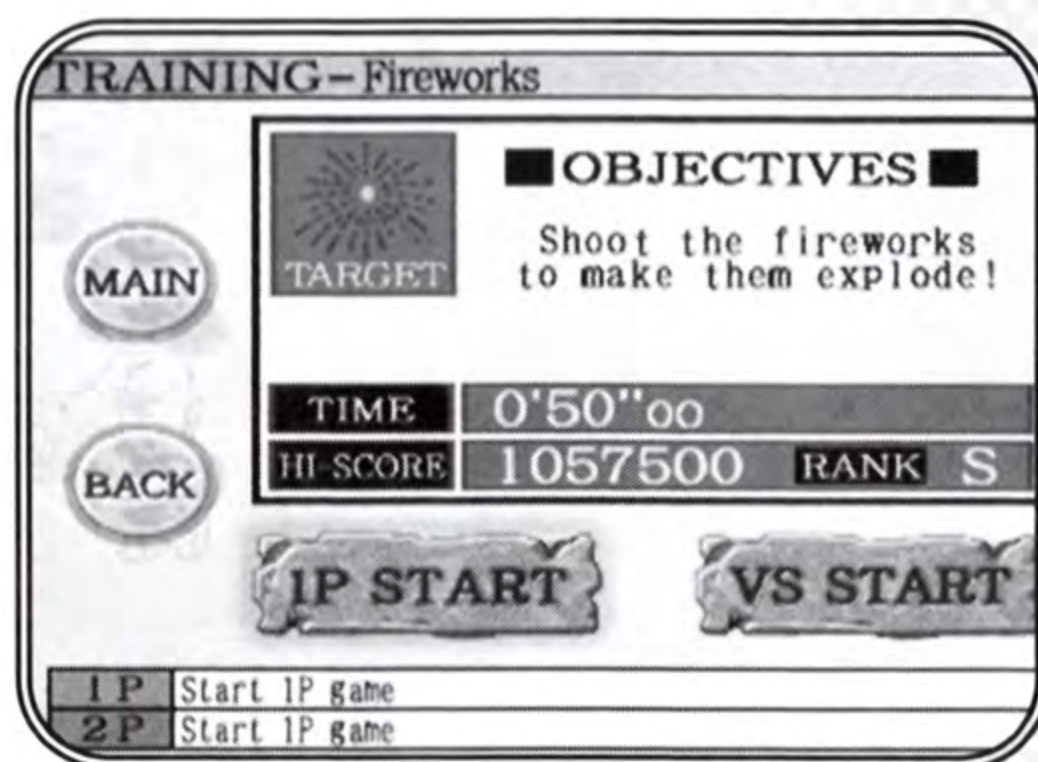 TRAINING–Fireworks
OBJECTIVES
Shoot the fireworks
to make them explode!
TARGET
MAIN
TIME 0'50"00
HI-SCORE 1057500 RANK S
BACK
1P START VS START
1P Start 1P game
2P Start 1P game